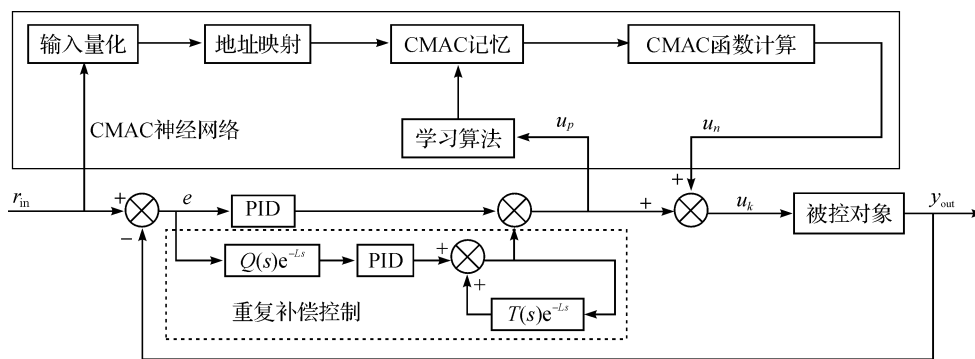 输入量化
地址映射
CMAC记忆
CMAC函数计算
CMAC神经网络
学习算法
u_p
u_n
r_in
+
−
e
PID
+
+
u_k
被控对象
y_out
Q(s)e^{-Ls}
PID
+
+
T(s)e^{-Ls}
重复补偿控制